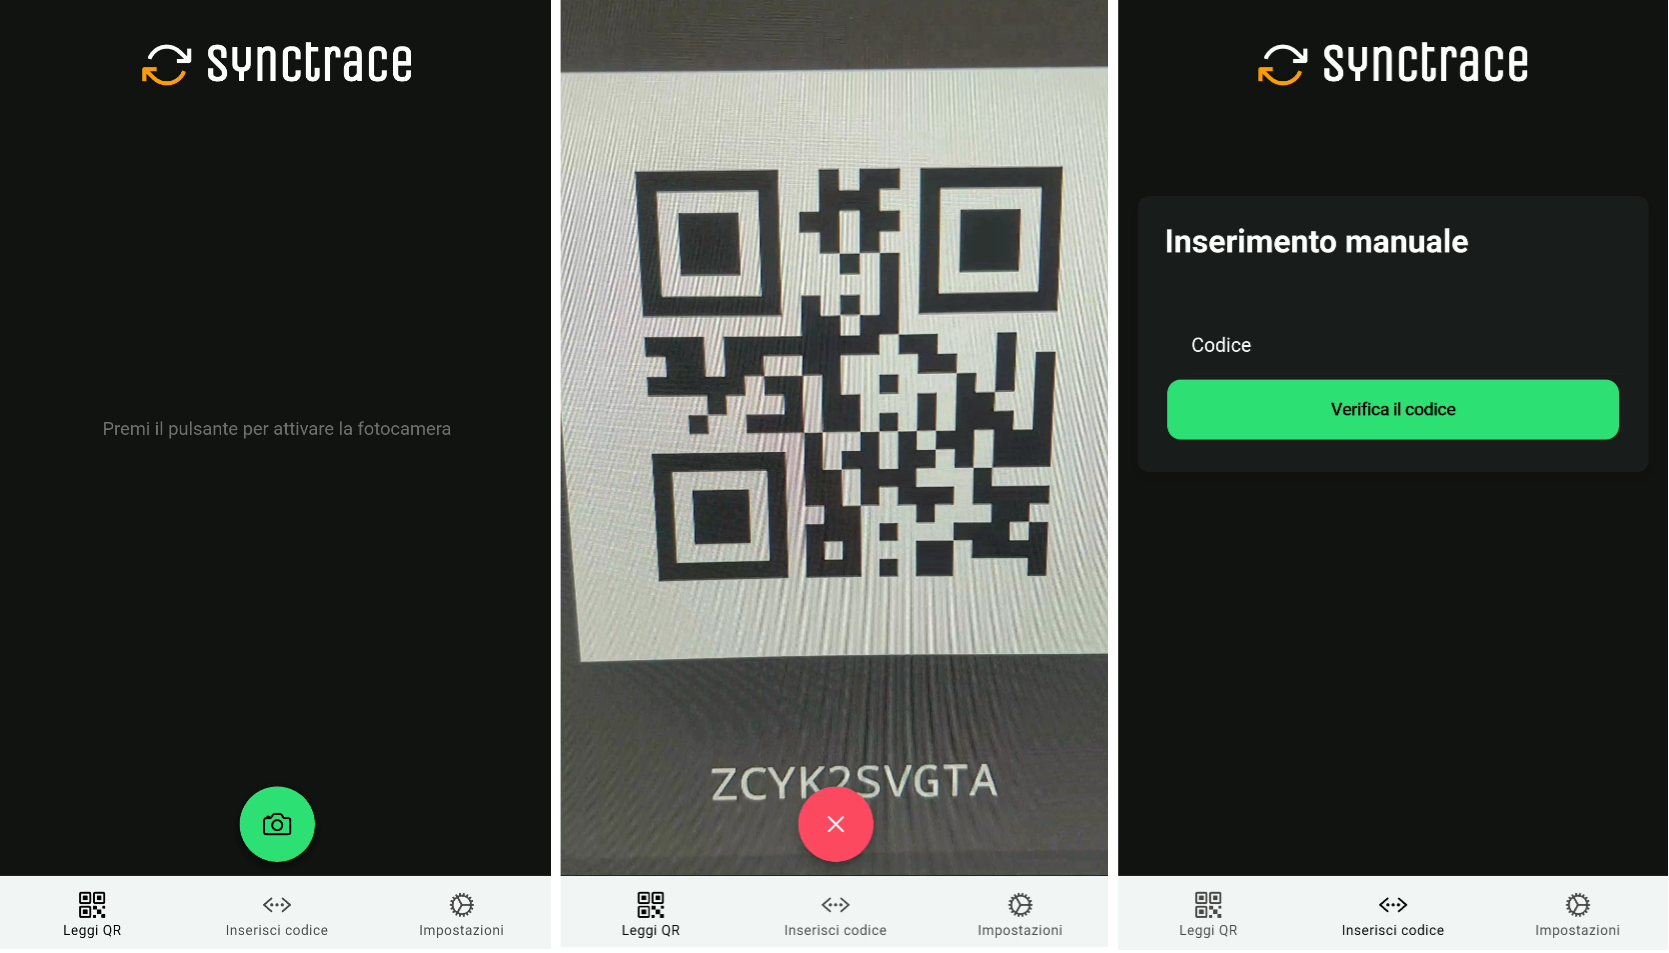 synctrace
Premi il pulsante per attivare la fotocamera
Leggi QR
Inserisci codice
Impostazioni
ZCYK2SVGTA
Leggi QR
Inserisci codice
Impostazioni
synctrace
Inserimento manuale
Codice
Verifica il codice
Leggi QR
Inserisci codice
Impostazioni